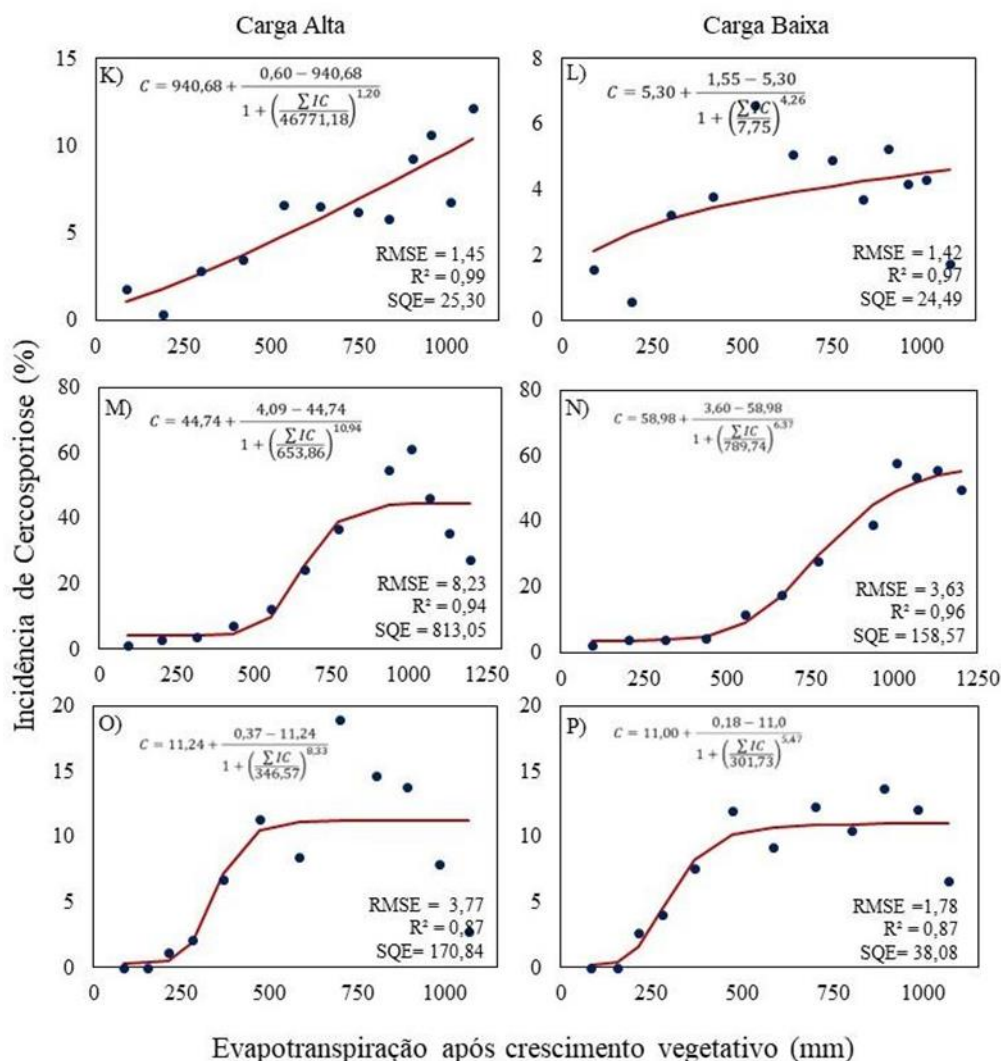 Carga Alta
Carga Baixa
Incidência de Cercosporiose (%)
K)
C = 940,68 + (0,60 − 940,68) / (1 + (∑IC / 46771,18)^1,20)
RMSE = 1,45
R² = 0,99
SQE= 25,30
15
10
5
0
0 250 500 750 1000
L)
C = 5,30 + (1,55 − 5,30) / (1 + (∑IC / 7,75)^4,26)
RMSE = 1,42
R² = 0,97
SQE= 24,49
8
6
4
2
0
0 250 500 750 1000
M)
C = 44,74 + (4,09 − 44,74) / (1 + (∑IC / 653,86)^10,94)
RMSE = 8,23
R² = 0,94
SQE = 813,05
80
60
40
20
0
0 250 500 750 1000 1250
N)
C = 58,98 + (3,60 − 58,98) / (1 + (∑IC / 789,74)^6,37)
RMSE = 3,63
R² = 0,96
SQE = 158,57
80
60
40
20
0
0 250 500 750 1000 1250
O)
C = 11,24 + (0,37 − 11,24) / (1 + (∑IC / 346,57)^8,33)
RMSE = 3,77
R² = 0,87
SQE= 170,84
20
15
10
5
0
0 250 500 750 1000
P)
C = 11,00 + (0,18 − 11,0) / (1 + (∑IC / 301,73)^5,47)
RMSE =1,78
R² = 0,87
SQE= 38,08
20
15
10
5
0
0 250 500 750 1000
Evapotranspiração após crescimento vegetativo (mm)